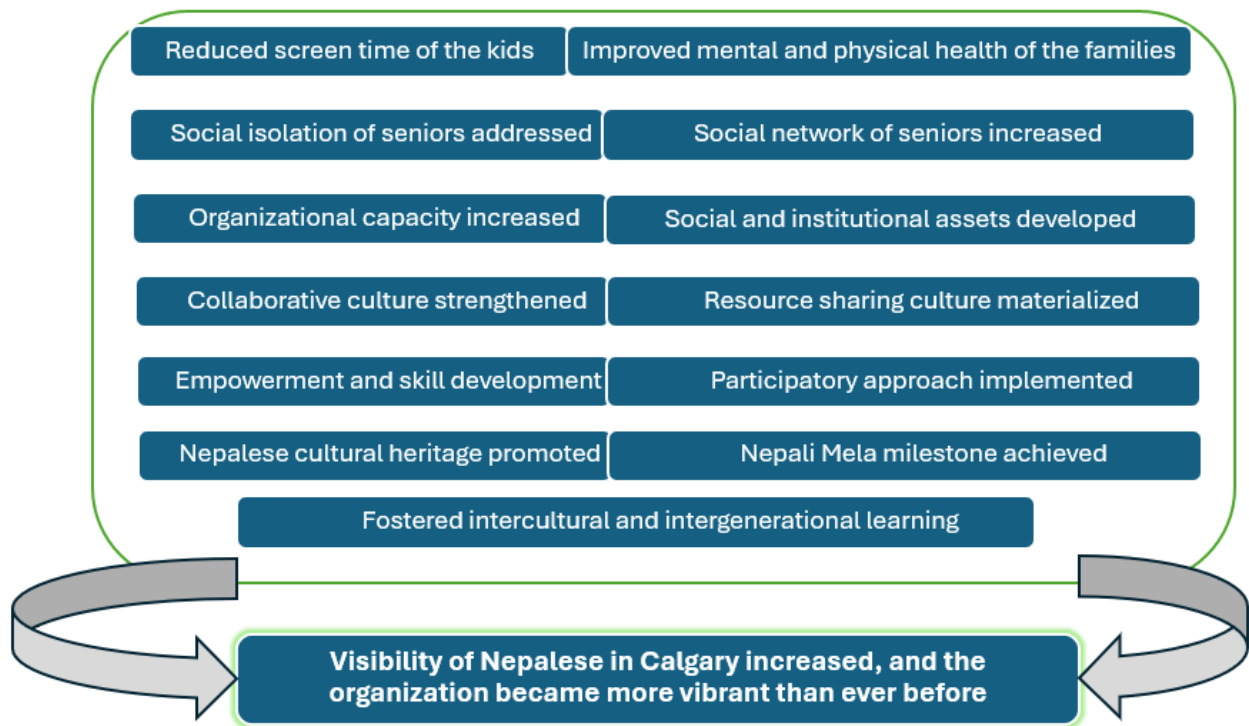 Reduced screen time of the kids
Improved mental and physical health of the families
Social isolation of seniors addressed
Social network of seniors increased
Organizational capacity increased
Social and institutional assets developed
Collaborative culture strengthened
Resource sharing culture materialized
Empowerment and skill development
Participatory approach implemented
Nepalese cultural heritage promoted
Nepali Mela milestone achieved
Fostered intercultural and intergenerational learning
Visibility of Nepalese in Calgary increased, and the
organization became more vibrant than ever before